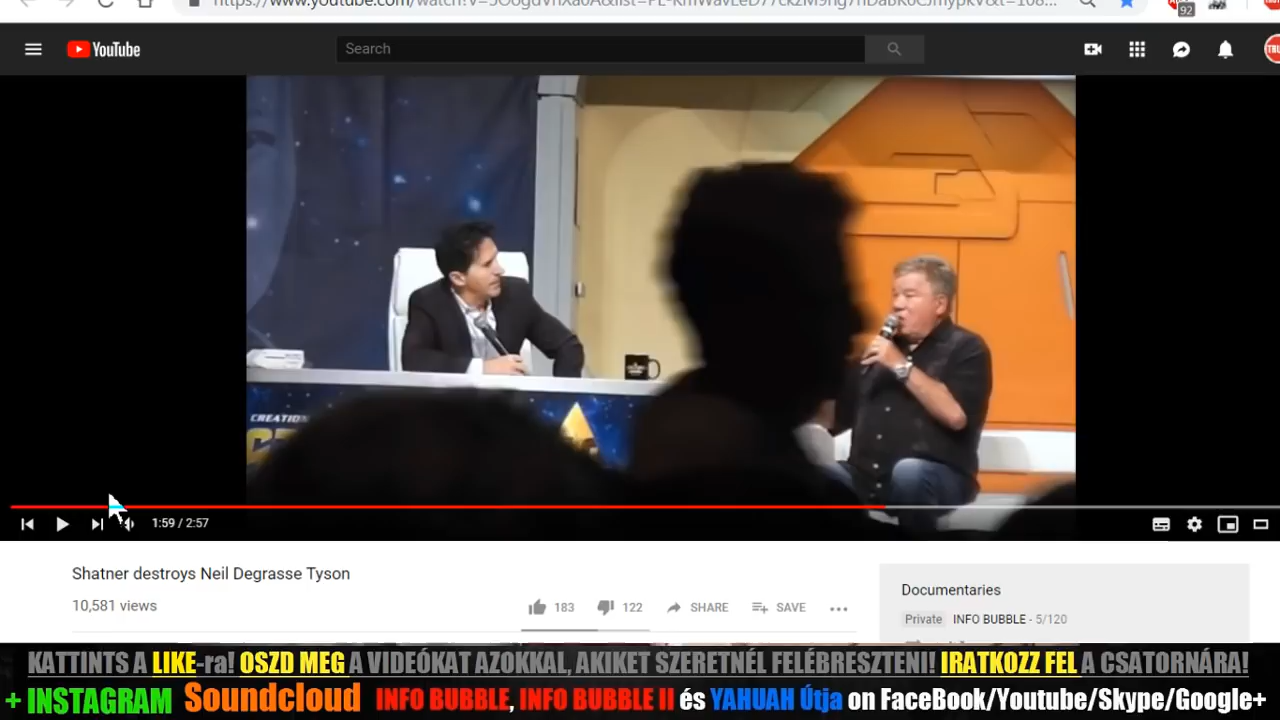 YouTube
Search
92
CREATION
1:59 / 2:57
Shatner destroys Neil Degrasse Tyson
10,581 views
183
122
SHARE
SAVE
Documentaries
Private INFO BUBBLE - 5/120
KATTINTS A LIKE-ra! OSZD MEG A VIDEÓKAT AZOKKAL, AKIKET SZERETNÉL FELÉBRESZTENI! IRATKOZZ FEL A CSATORNÁRA!
+ INSTAGRAM Soundcloud INFO BUBBLE, INFO BUBBLE II és YAHUAH Útja on FaceBook/Youtube/Skype/Google+